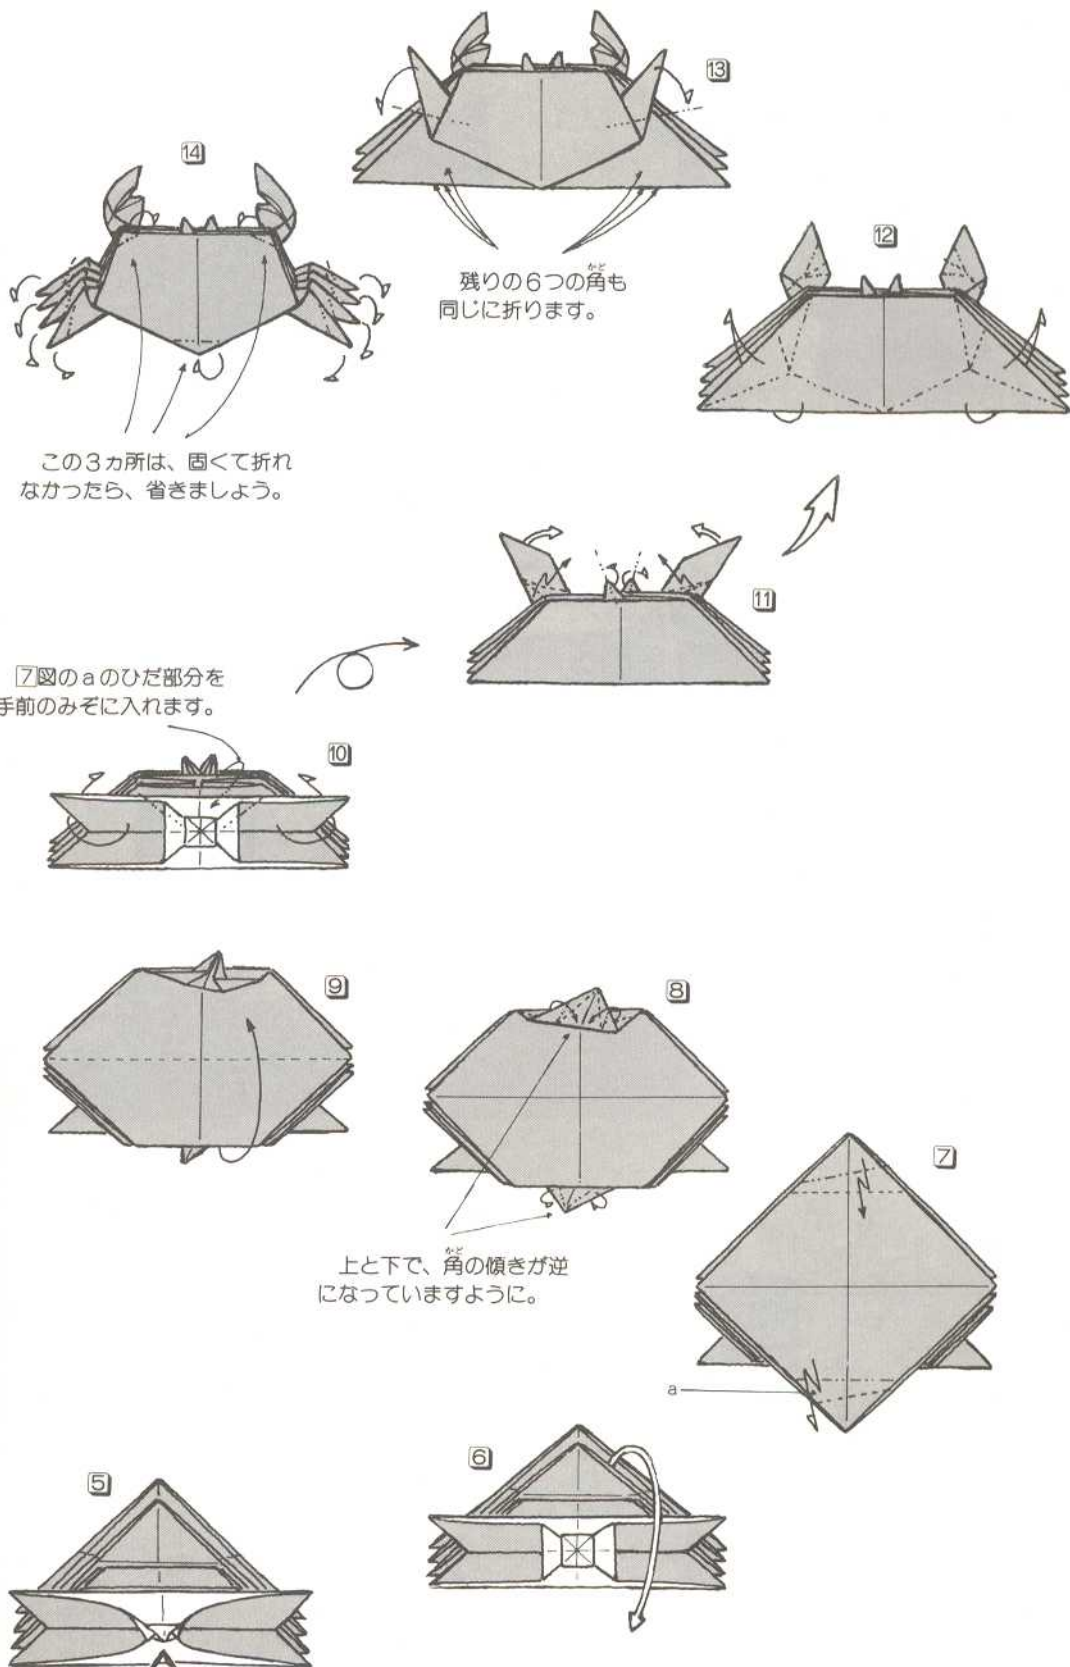 13
14
12
残りの6つの角も
かど
同じに折ります。
この3ヵ所は、固くて折れ
なかったら、省きましょう。
11
7図のaのひだ部分を
手前のみぞに入れます。
10
9
8
7
上と下で、角の傾きが逆
かど
になっていますように。
a
6
5